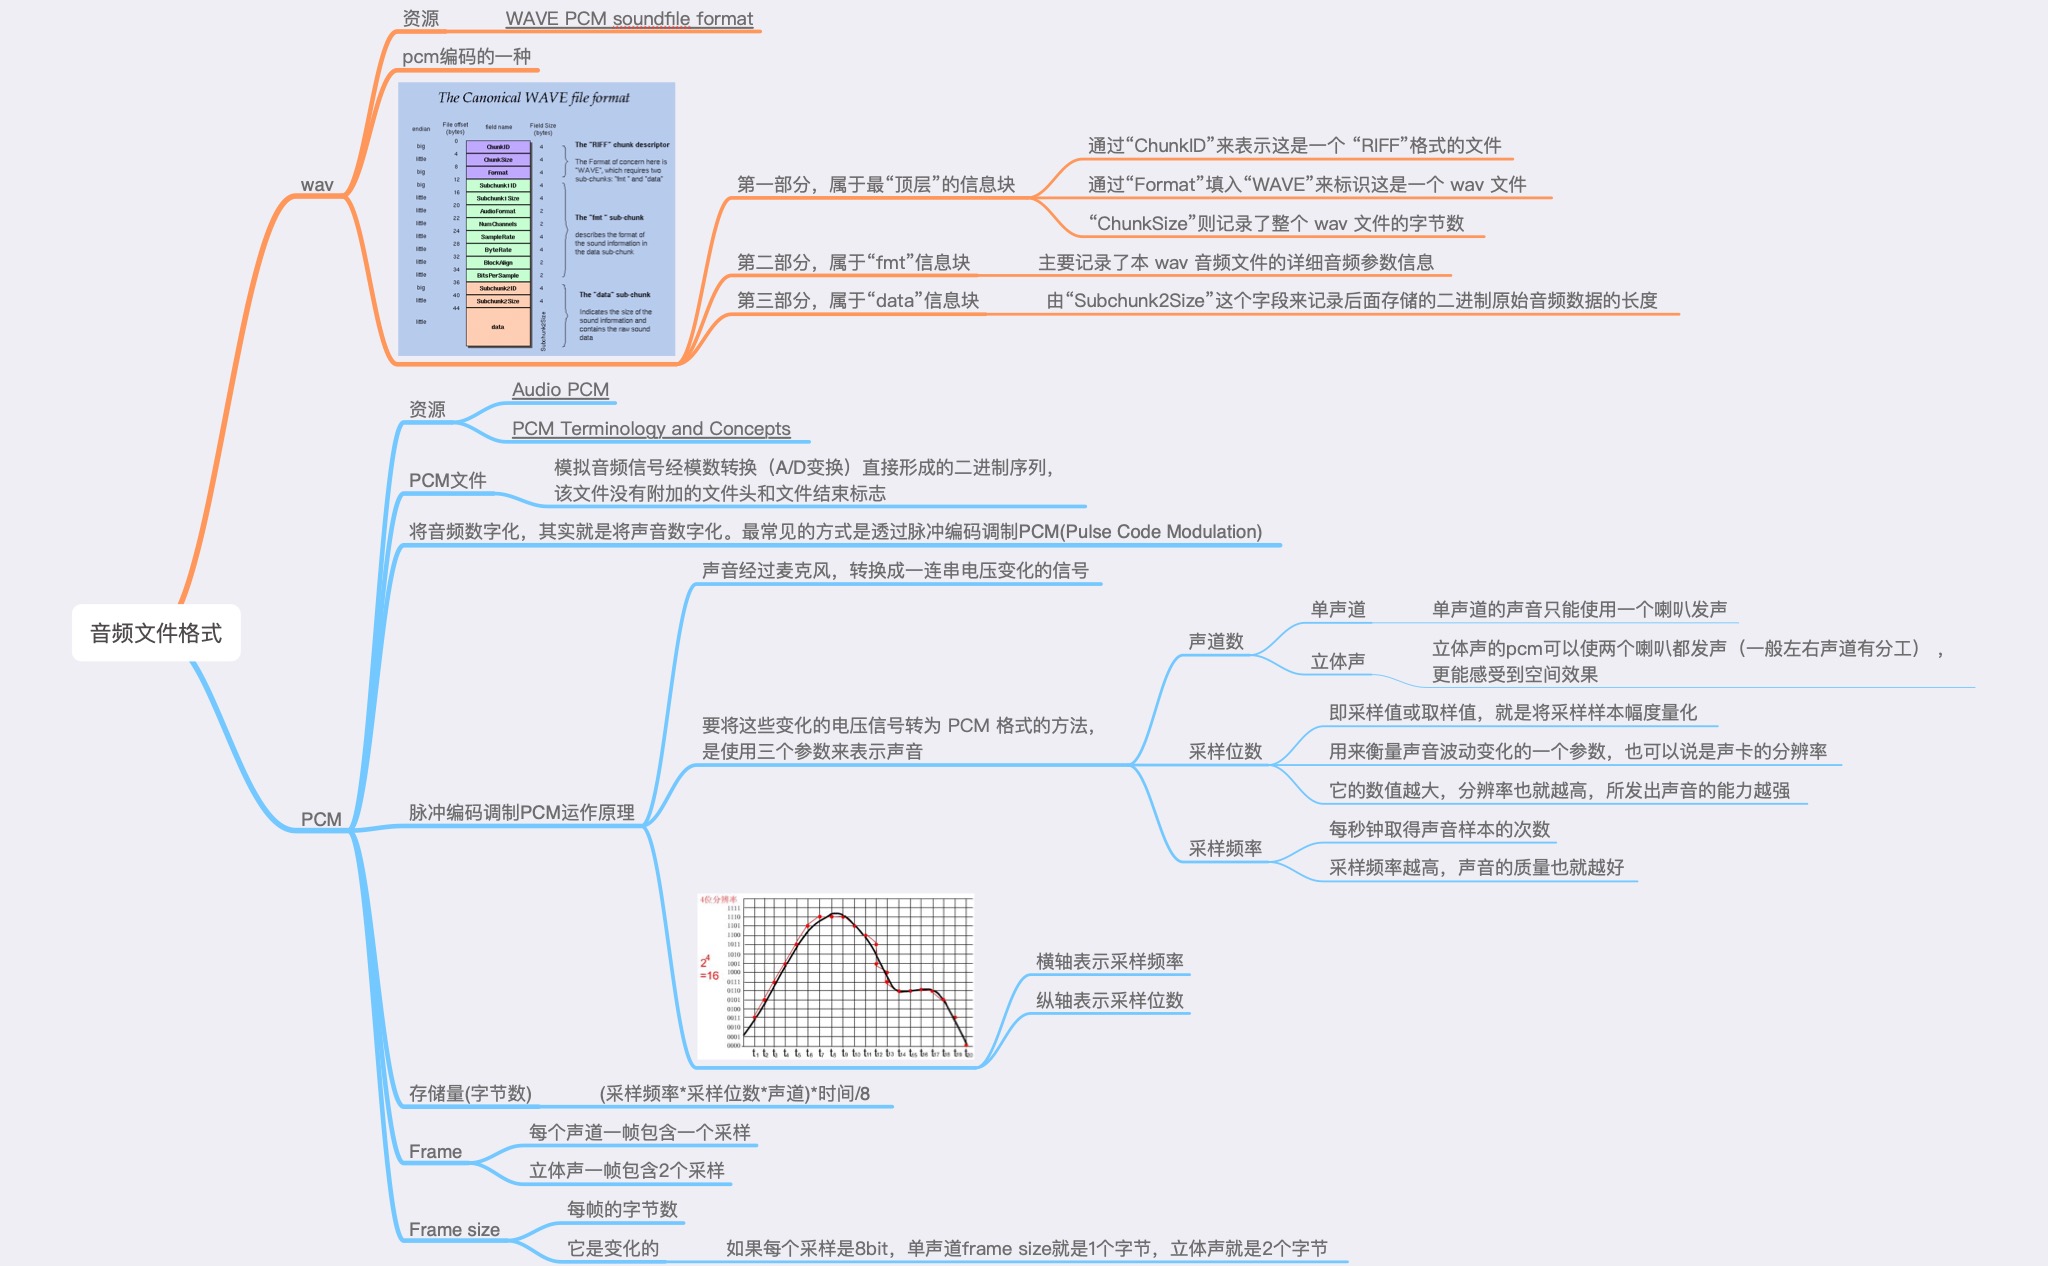 资源
WAVE PCM soundfile format
pcm编码的一种
The Canonical WAVE file format
endian
File offset
(bytes)
field name
Field Size
(bytes)
0
big
ChunkID
4
4
little
ChunkSize
4
8
big
Format
4
12
big
Subchunk1 ID
4
16
little
Subchunk1 Size
4
20
little
AudioFormat
2
22
little
NumChannels
2
24
little
SampleRate
4
28
little
ByteRate
4
32
little
BlockAlign
2
34
little
BitsPerSample
2
36
big
Subchunk2 ID
4
40
little
Subchunk2 Size
4
44
little
data
Subchunk2Size
The "RIFF" chunk descriptor
The Format of concern here is
"WAVE", which requires two
sub-chunks: "fmt " and "data"
The "fmt " sub-chunk
describes the format of
the sound information in
the data sub-chunk
The "data" sub-chunk
Indicates the size of the
sound information and
contains the raw sound
data
wav
第一部分，属于最“顶层”的信息块
通过“ChunkID”来表示这是一个 “RIFF”格式的文件
通过“Format”填入“WAVE”来标识这是一个 wav 文件
“ChunkSize”则记录了整个 wav 文件的字节数
第二部分，属于“fmt”信息块
主要记录了本 wav 音频文件的详细音频参数信息
第三部分，属于“data”信息块
由“Subchunk2Size”这个字段来记录后面存储的二进制原始音频数据的长度
音频文件格式
PCM
资源
Audio PCM
PCM Terminology and Concepts
PCM文件
模拟音频信号经模数转换（A/D变换）直接形成的二进制序列，
该文件没有附加的文件头和文件结束标志
将音频数字化，其实就是将声音数字化。最常见的方式是透过脉冲编码调制PCM(Pulse Code Modulation)
脉冲编码调制PCM运作原理
声音经过麦克风，转换成一连串电压变化的信号
要将这些变化的电压信号转为 PCM 格式的方法，
是使用三个参数来表示声音
声道数
单声道
单声道的声音只能使用一个喇叭发声
立体声
立体声的pcm可以使两个喇叭都发声（一般左右声道有分工），
更能感受到空间效果
采样位数
即采样值或取样值，就是将采样样本幅度量化
用来衡量声音波动变化的一个参数，也可以说是声卡的分辨率
它的数值越大，分辨率也就越高，所发出声音的能力越强
采样频率
每秒钟取得声音样本的次数
采样频率越高，声音的质量也就越好
4位分辨率
2⁴
=16
1111
1110
1101
1100
1011
1010
1001
1000
0111
0110
0101
0100
0011
0010
0001
0000
t1 t2 t3 t4 t5 t6 t7 t8 t9 t10 t11 t12 t13 t14 t15 t16 t17 t18 t19 t20
横轴表示采样频率
纵轴表示采样位数
存储量(字节数)
(采样频率*采样位数*声道)*时间/8
Frame
每个声道一帧包含一个采样
立体声一帧包含2个采样
Frame size
每帧的字节数
它是变化的
如果每个采样是8bit，单声道frame size就是1个字节，立体声就是2个字节